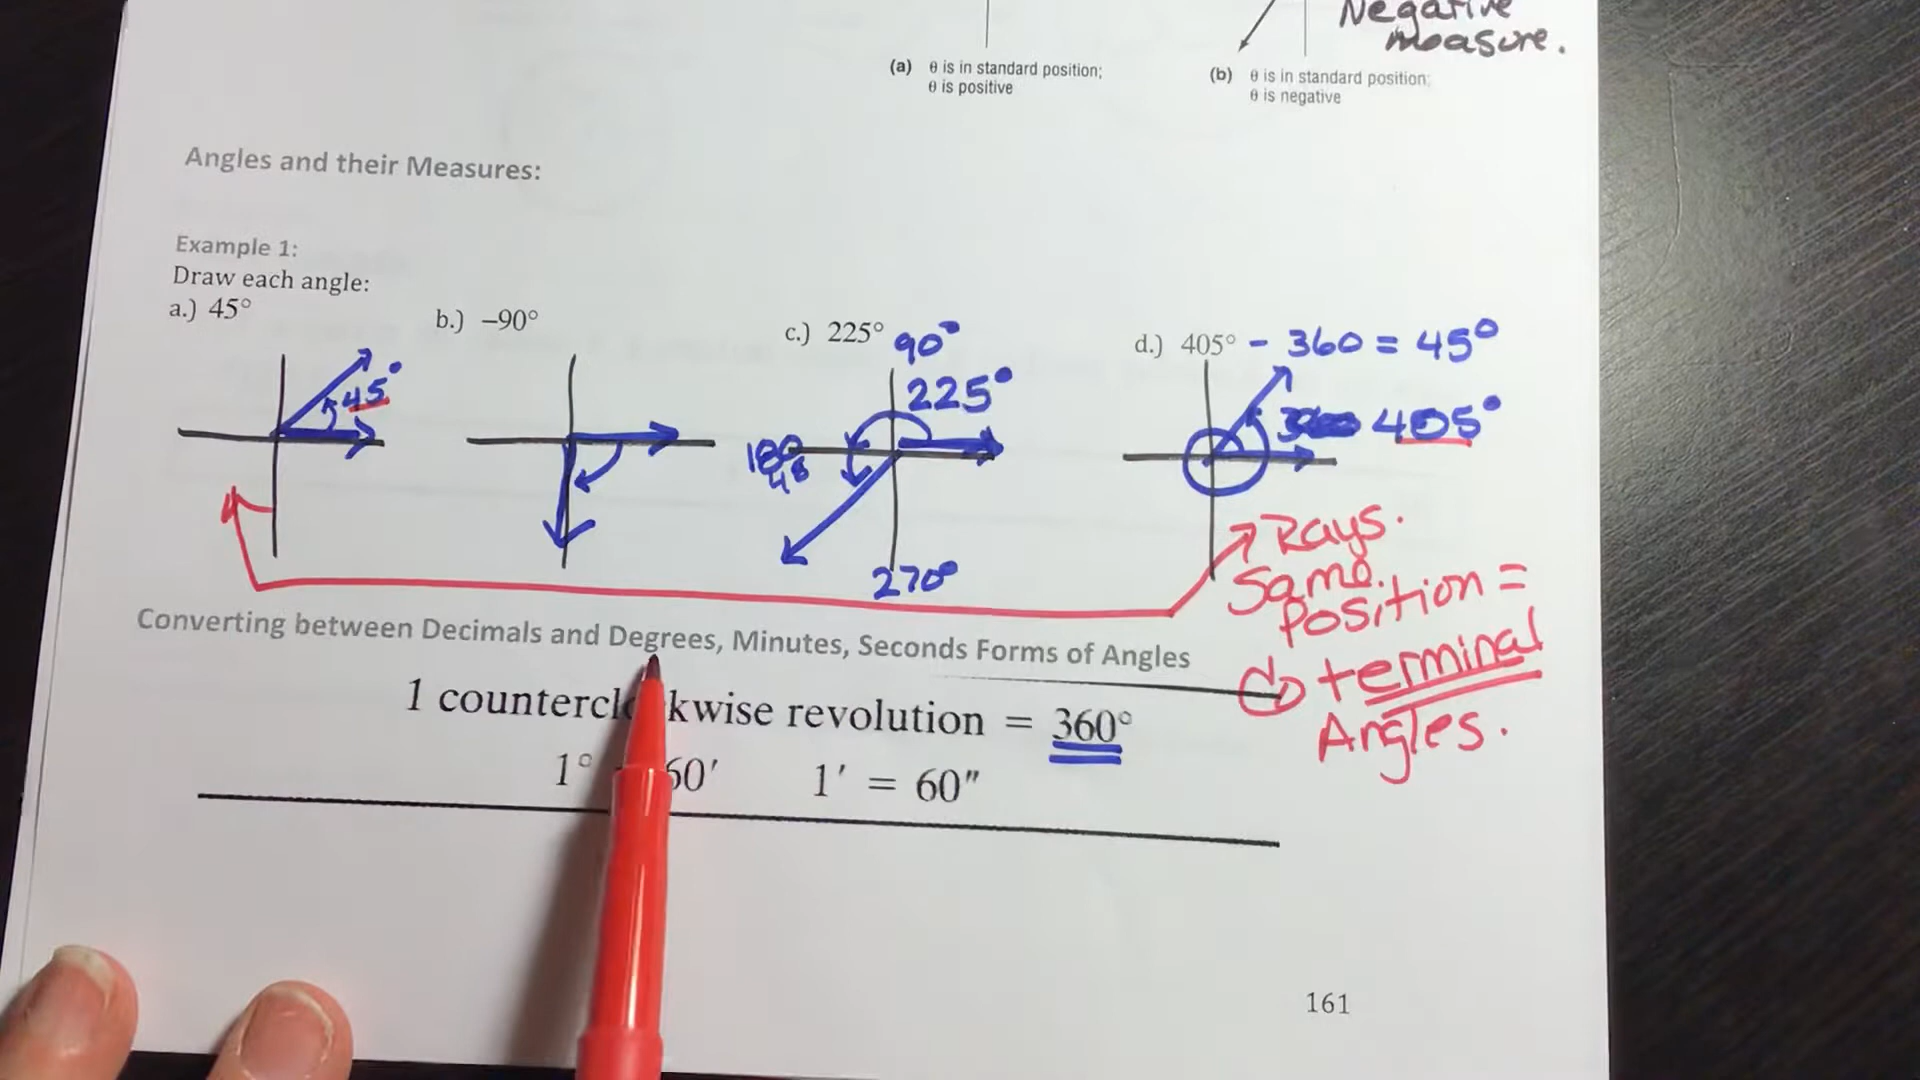 Negative
measure.
(a) θ is in standard position;
θ is positive
(b) θ is in standard position;
θ is negative
Angles and their Measures:
Example 1:
Draw each angle:
a.) 45°
b.) –90°
c.) 225° 90°
d.) 405° - 360 = 45°
45°
225°
405°
180
45
270°
Rays.
Same.
Position =
co terminal
Angles.
Converting between Decimals and Degrees, Minutes, Seconds Forms of Angles
1 counterclockwise revolution = 360°
1° 60′ 1′ = 60″
161